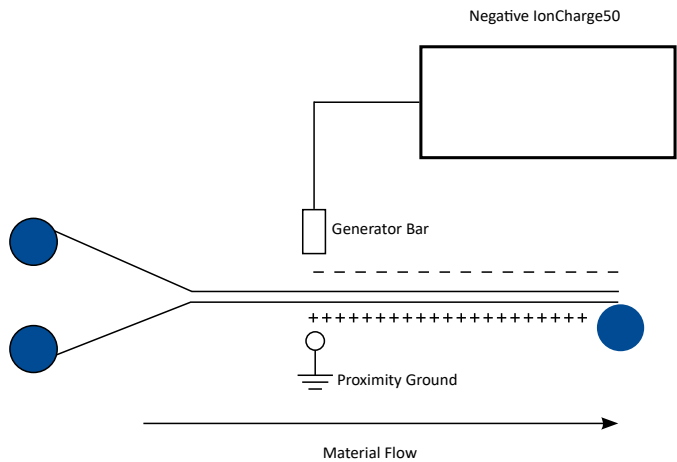 Negative IonCharge50
Generator Bar
– – – – – – – – – – – – – – –
+++++++++++++++++++++
Proximity Ground
Material Flow